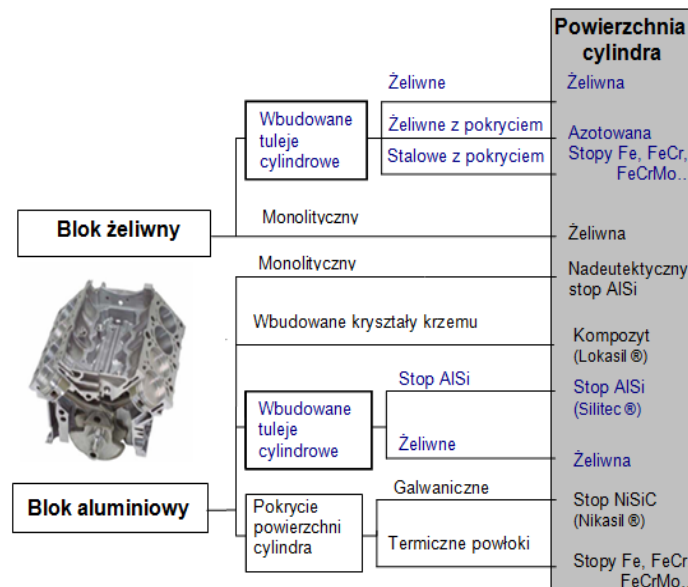 Powierzchnia
cylindra
Żeliwne
Żeliwna
Wbudowane
tuleje
cylindrowe
Żeliwne z pokryciem
Stalowe z pokryciem
Azotowana
Stopy Fe, FeCr,
FeCrMo..
Monolityczny
Blok żeliwny
Żeliwna
Monolityczny
Nadeutektyczny
stop AlSi
Wbudowane kryształy krzemu
Kompozyt
(Lokasil ®)
Stop AlSi
Stop AlSi
(Silitec ®)
Wbudowane
tuleje
cylindrowe
Żeliwne
Żeliwna
Blok aluminiowy
Pokrycie
powierzchni
cylindra
Galwaniczne
Stop NiSiC
(Nikasil ®)
Termiczne powłoki
Stopy Fe, FeCr
FeCrMo..